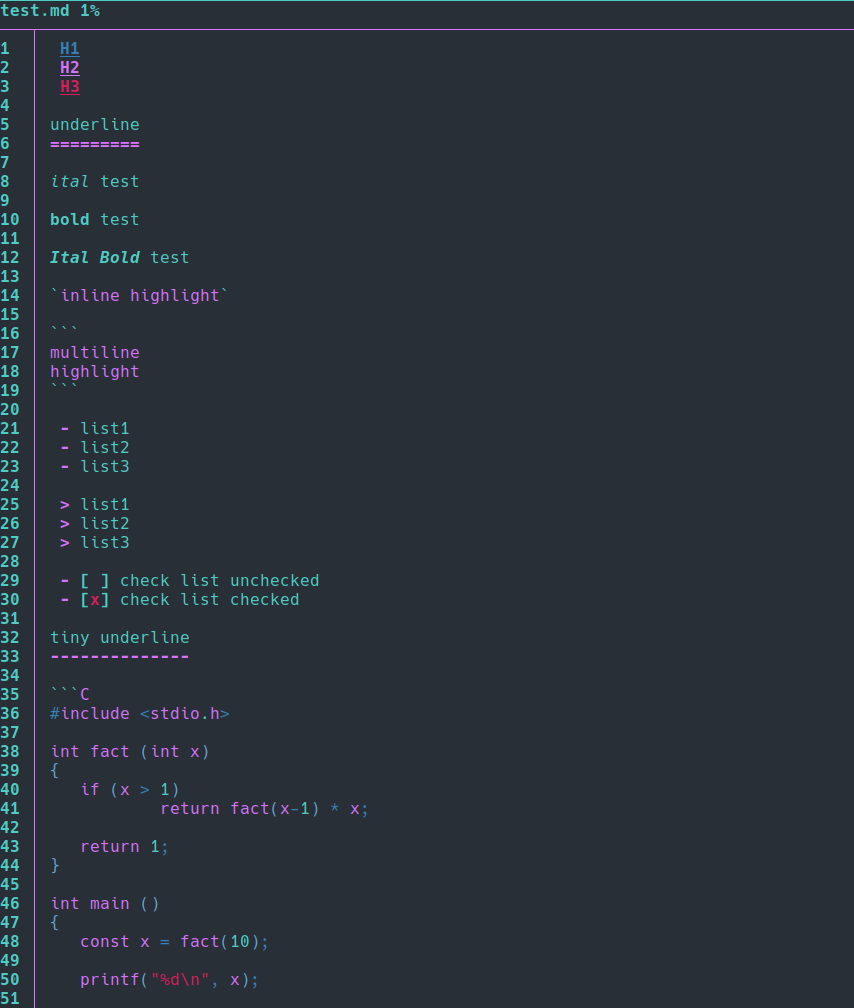 test.md 1%
1 H1
2 H2
3 H3
4
5 underline
6 =========
7
8 ital test
9
10 bold test
11
12 Ital Bold test
13
14 `inline highlight`
15
16 ```
17 multiline
18 highlight
19 ```
20
21 - list1
22 - list2
23 - list3
24
25 > list1
26 > list2
27 > list3
28
29 - [ ] check list unchecked
30 - [x] check list checked
31
32 tiny underline
33 --------------
34
35 ```C
36 #include <stdio.h>
37
38 int fact (int x)
39 {
40    if (x > 1)
41            return fact(x-1) * x;
42
43    return 1;
44 }
45
46 int main ()
47 {
48    const x = fact(10);
49
50    printf("%d\n", x);
51